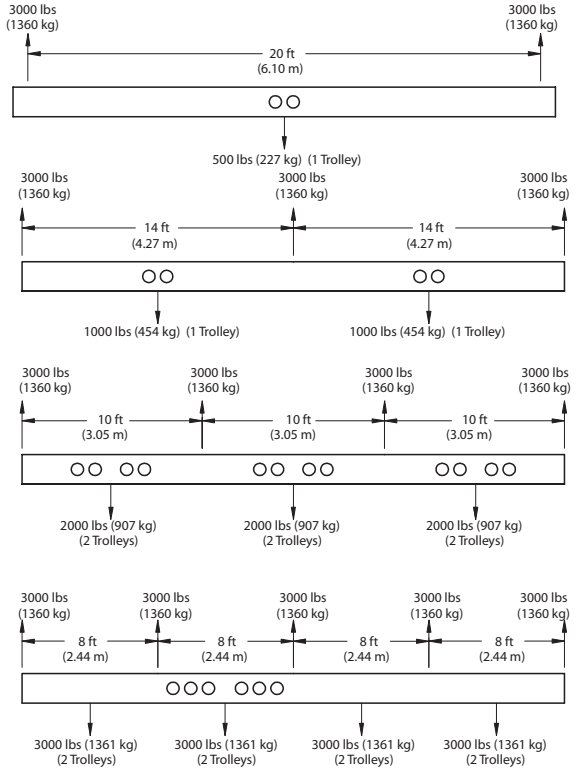 3000 lbs
(1360 kg)
3000 lbs
(1360 kg)
20 ft
(6.10 m)
500 lbs (227 kg) (1 Trolley)
3000 lbs
(1360 kg)
3000 lbs
(1360 kg)
3000 lbs
(1360 kg)
14 ft
(4.27 m)
14 ft
(4.27 m)
1000 lbs (454 kg) (1 Trolley)
1000 lbs (454 kg) (1 Trolley)
3000 lbs
(1360 kg)
3000 lbs
(1360 kg)
3000 lbs
(1360 kg)
3000 lbs
(1360 kg)
10 ft
(3.05 m)
10 ft
(3.05 m)
10 ft
(3.05 m)
2000 lbs (907 kg)
(2 Trolleys)
2000 lbs (907 kg)
(2 Trolleys)
2000 lbs (907 kg)
(2 Trolleys)
3000 lbs
(1360 kg)
3000 lbs
(1360 kg)
3000 lbs
(1360 kg)
3000 lbs
(1360 kg)
3000 lbs
(1360 kg)
8 ft
(2.44 m)
8 ft
(2.44 m)
8 ft
(2.44 m)
8 ft
(2.44 m)
3000 lbs (1361 kg)
(2 Trolleys)
3000 lbs (1361 kg)
(2 Trolleys)
3000 lbs (1361 kg)
(2 Trolleys)
3000 lbs (1361 kg)
(2 Trolleys)